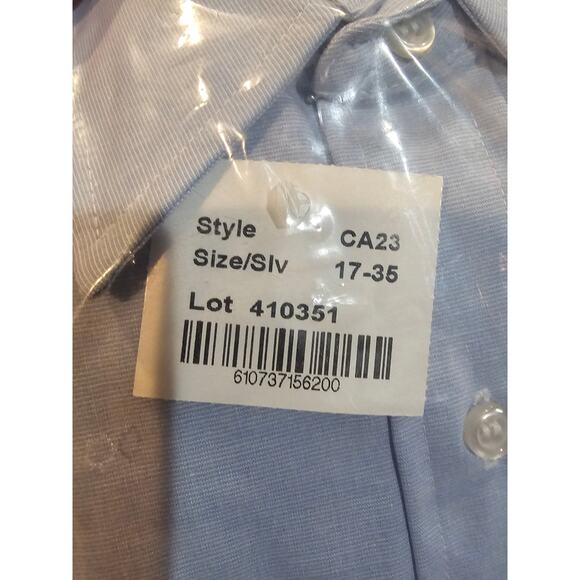 Style CA23
Size/Slv 17-35
Lot 410351
610737156200